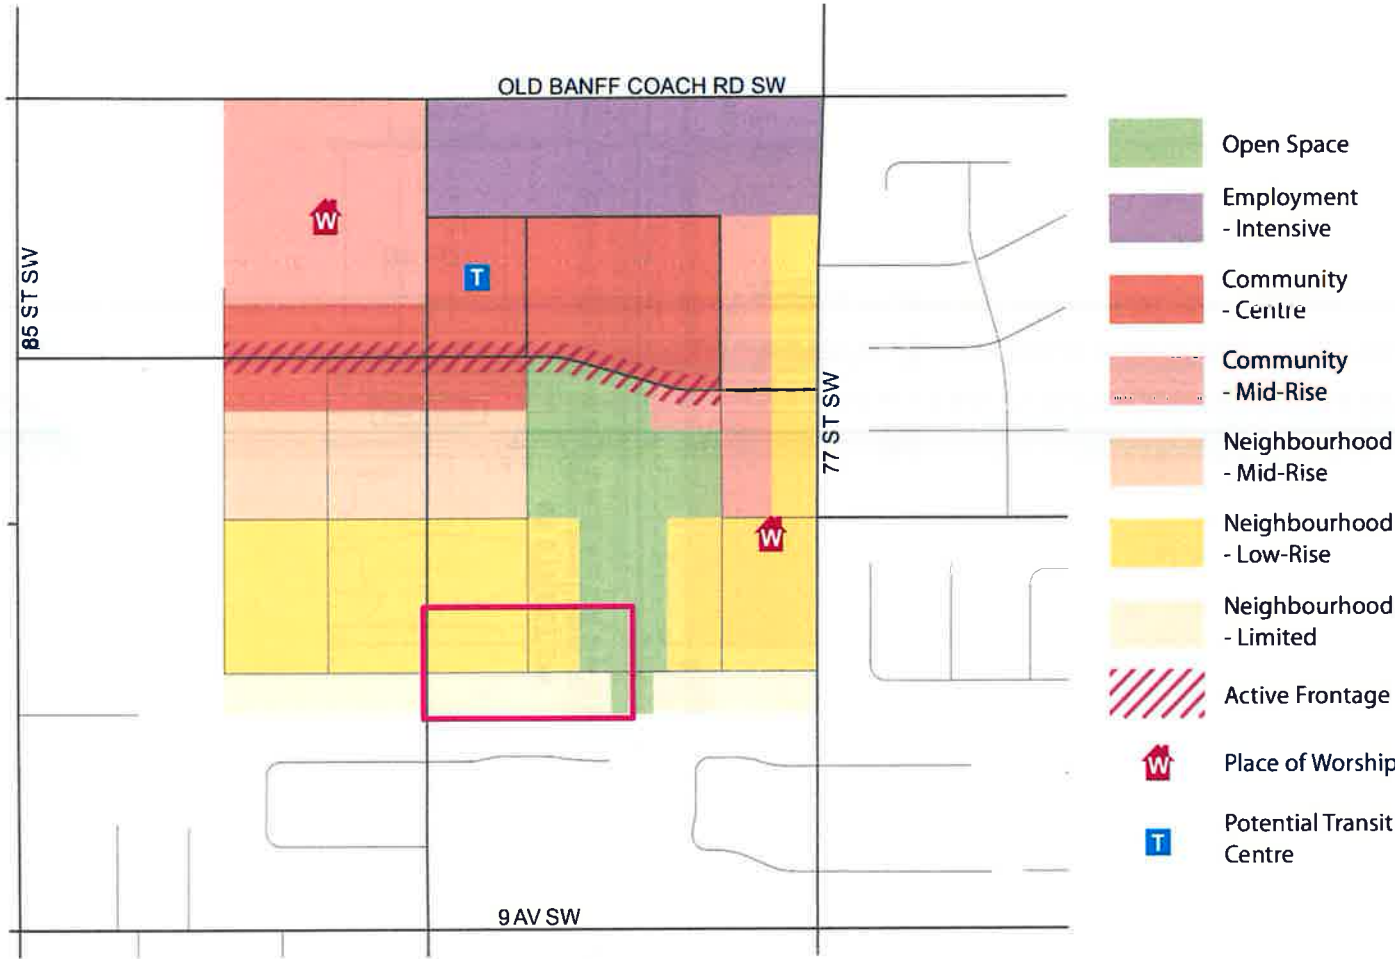 OLD BANFF COACH RD SW
85 ST SW
77 ST SW
9 AV SW
W
T
W
Open Space
Employment
- Intensive
Community
- Centre
Community
- Mid-Rise
Neighbourhood
- Mid-Rise
Neighbourhood
- Low-Rise
Neighbourhood
- Limited
Active Frontage
W
Place of Worship
T
Potential Transit
Centre